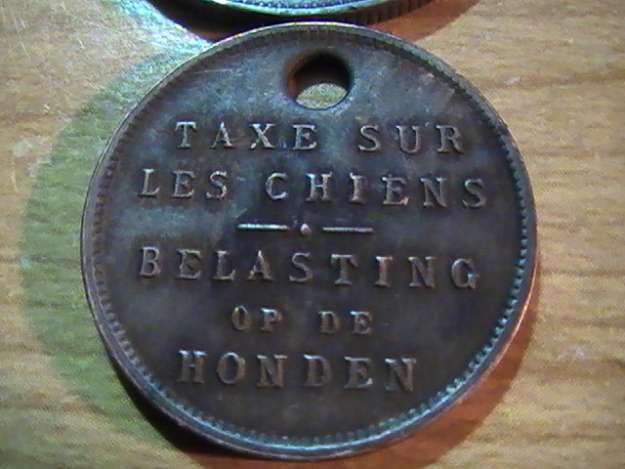 TAXE SUR
LES CHIENS
BELASTING
OP DE
HONDEN